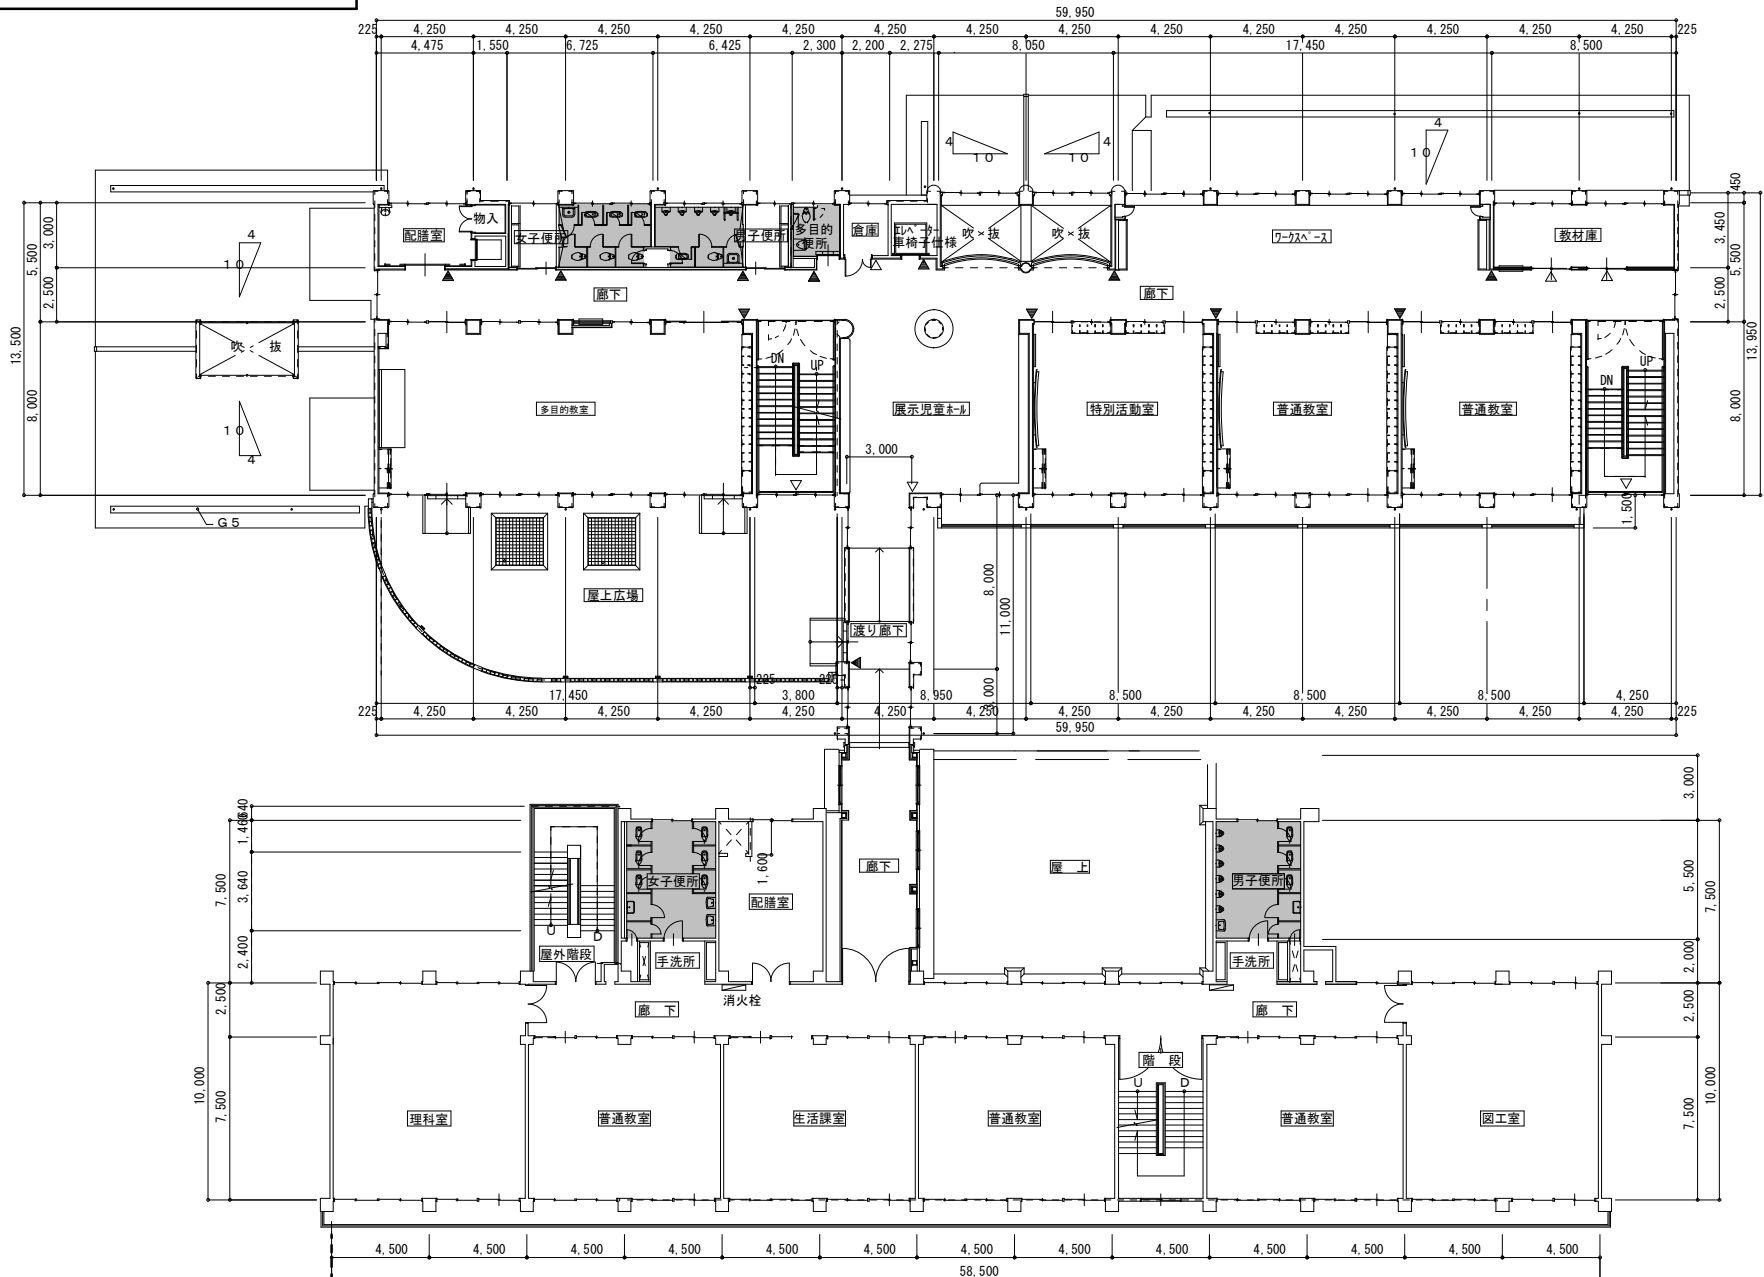 59,950
225 4,250 4,250 4,250 4,250 4,250 4,250 4,250 4,250 4,250 4,250 4,250 4,250 4,250 4,250 225
4,475 1,550 6,725 6,425 2,300 2,200 2,275 8,050 17,450 8,500
4 10
4 10
4 10
450
3,450
5,500
2,500
13,950
8,000
3,000
5,500
2,500
13,500
8,000
4
10
10
4
物入
配膳室
女子便所
男子便所
多目的
便所
倉庫
エレベーター
車椅子仕様
吹 抜
吹 抜
ワークスペース
教材庫
廊下
廊下
吹 抜
DN UP
DN UP
多目的教室
展示児童ホール
特別活動室
普通教室
普通教室
3,000
1,500
G5
屋上広場
渡り廊下
8,000
11,000
3,000
17,450 225 225 3,800 8,950 8,500 8,500 8,500 4,250
225 4,250 4,250 4,250 4,250 4,250 4,250 4,250 4,250 4,250 4,250 4,250 4,250 4,250 4,250 225
59,950
640
1,460
3,640
7,500
2,400
2,500
10,000
7,500
1,600
女子便所
配膳室
廊下
屋 上
男子便所
U D
屋外階段
手洗所
手洗所
消火栓
廊 下
廊 下
階 段
U D
理科室
普通教室
生活課室
普通教室
普通教室
図工室
3,000
5,500
7,500
2,000
2,500
10,000
7,500
4,500 4,500 4,500 4,500 4,500 4,500 4,500 4,500 4,500 4,500 4,500 4,500 4,500
58,500